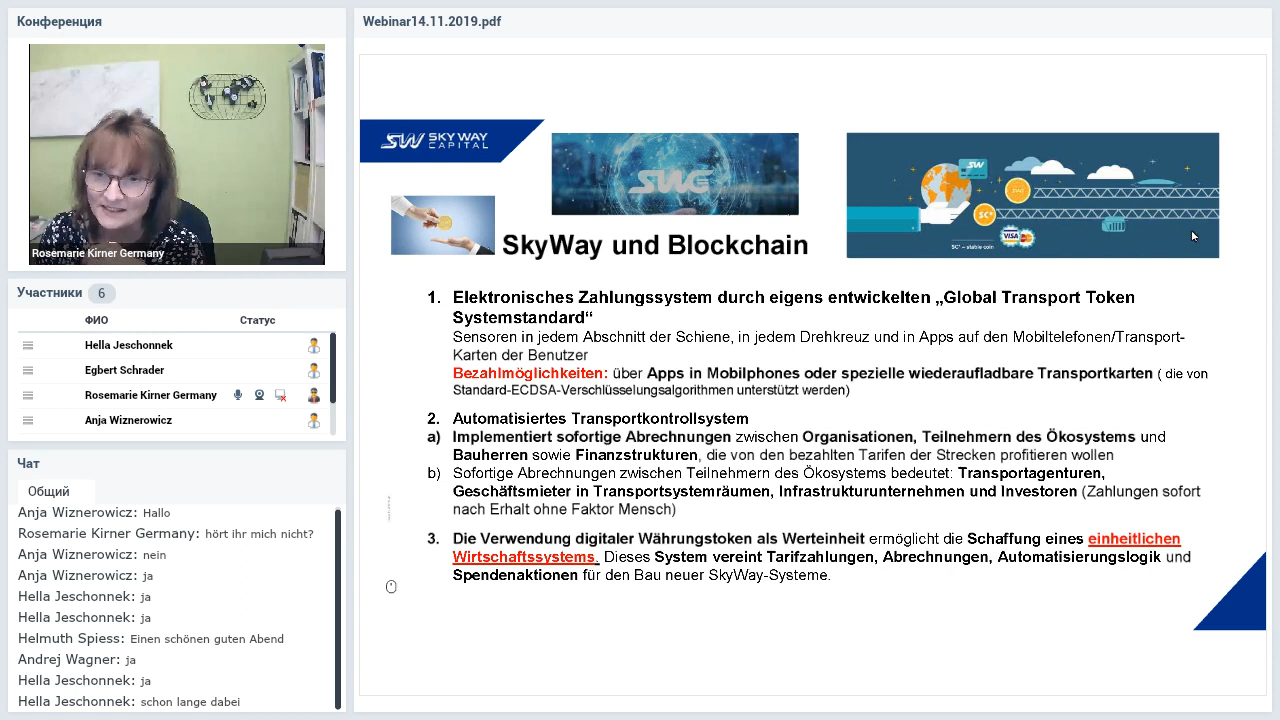 Конференция
Rosemarie Kirner Germany
Участники 6
ФИО Статус
Hella Jeschonnek
Egbert Schrader
Rosemarie Kirner Germany
Anja Wiznerowicz
Чат
Общий
Anja Wiznerowicz: Hallo
Rosemarie Kirner Germany: hört ihr mich nicht?
Anja Wiznerowicz: nein
Anja Wiznerowicz: ja
Hella Jeschonnek: ja
Hella Jeschonnek: ja
Helmuth Spiess: Einen schönen guten Abend
Andrej Wagner: ja
Hella Jeschonnek: ja
Hella Jeschonnek: schon lange dabei
Webinar14.11.2019.pdf
SW SKYWAY
CAPITAL
SWC
SW
SC*
VISA
SC* – stable coin
SkyWay und Blockchain
1. Elektronisches Zahlungssystem durch eigens entwickelten „Global Transport Token
Systemstandard“
Sensoren in jedem Abschnitt der Schiene, in jedem Drehkreuz und in Apps auf den Mobiltelefonen/Transport-
Karten der Benutzer
Bezahlmöglichkeiten: über Apps in Mobilphones oder spezielle wiederaufladbare Transportkarten ( die von
Standard-ECDSA-Verschlüsselungsalgorithmen unterstützt werden)
2. Automatisiertes Transportkontrollsystem
a) Implementiert sofortige Abrechnungen zwischen Organisationen, Teilnehmern des Ökosystems und
Bauherren sowie Finanzstrukturen, die von den bezahlten Tarifen der Strecken profitieren wollen
b) Sofortige Abrechnungen zwischen Teilnehmern des Ökosystems bedeutet: Transportagenturen,
Geschäftsmieter in Transportsystemräumen, Infrastrukturunternehmen und Investoren (Zahlungen sofort
nach Erhalt ohne Faktor Mensch)
3. Die Verwendung digitaler Währungstoken als Werteinheit ermöglicht die Schaffung eines einheitlichen
Wirtschaftssystems. Dieses System vereint Tarifzahlungen, Abrechnungen, Automatisierungslogik und
Spendenaktionen für den Bau neuer SkyWay-Systeme.